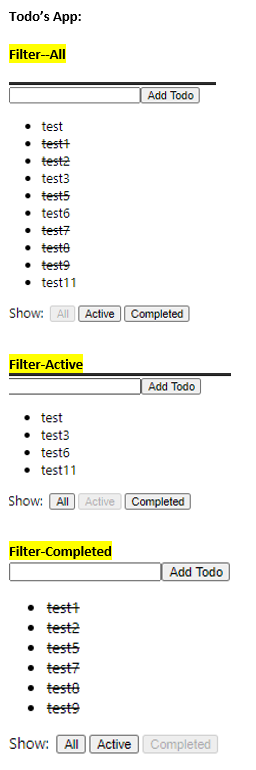 Todo's App:
Filter--All
Add Todo
test
test1
test2
test3
test5
test6
test7
test8
test9
test11
Show: All Active Completed
Filter-Active
Add Todo
test
test3
test6
test11
Show: All Active Completed
Filter-Completed
Add Todo
test1
test2
test5
test7
test8
test9
Show: All Active Completed